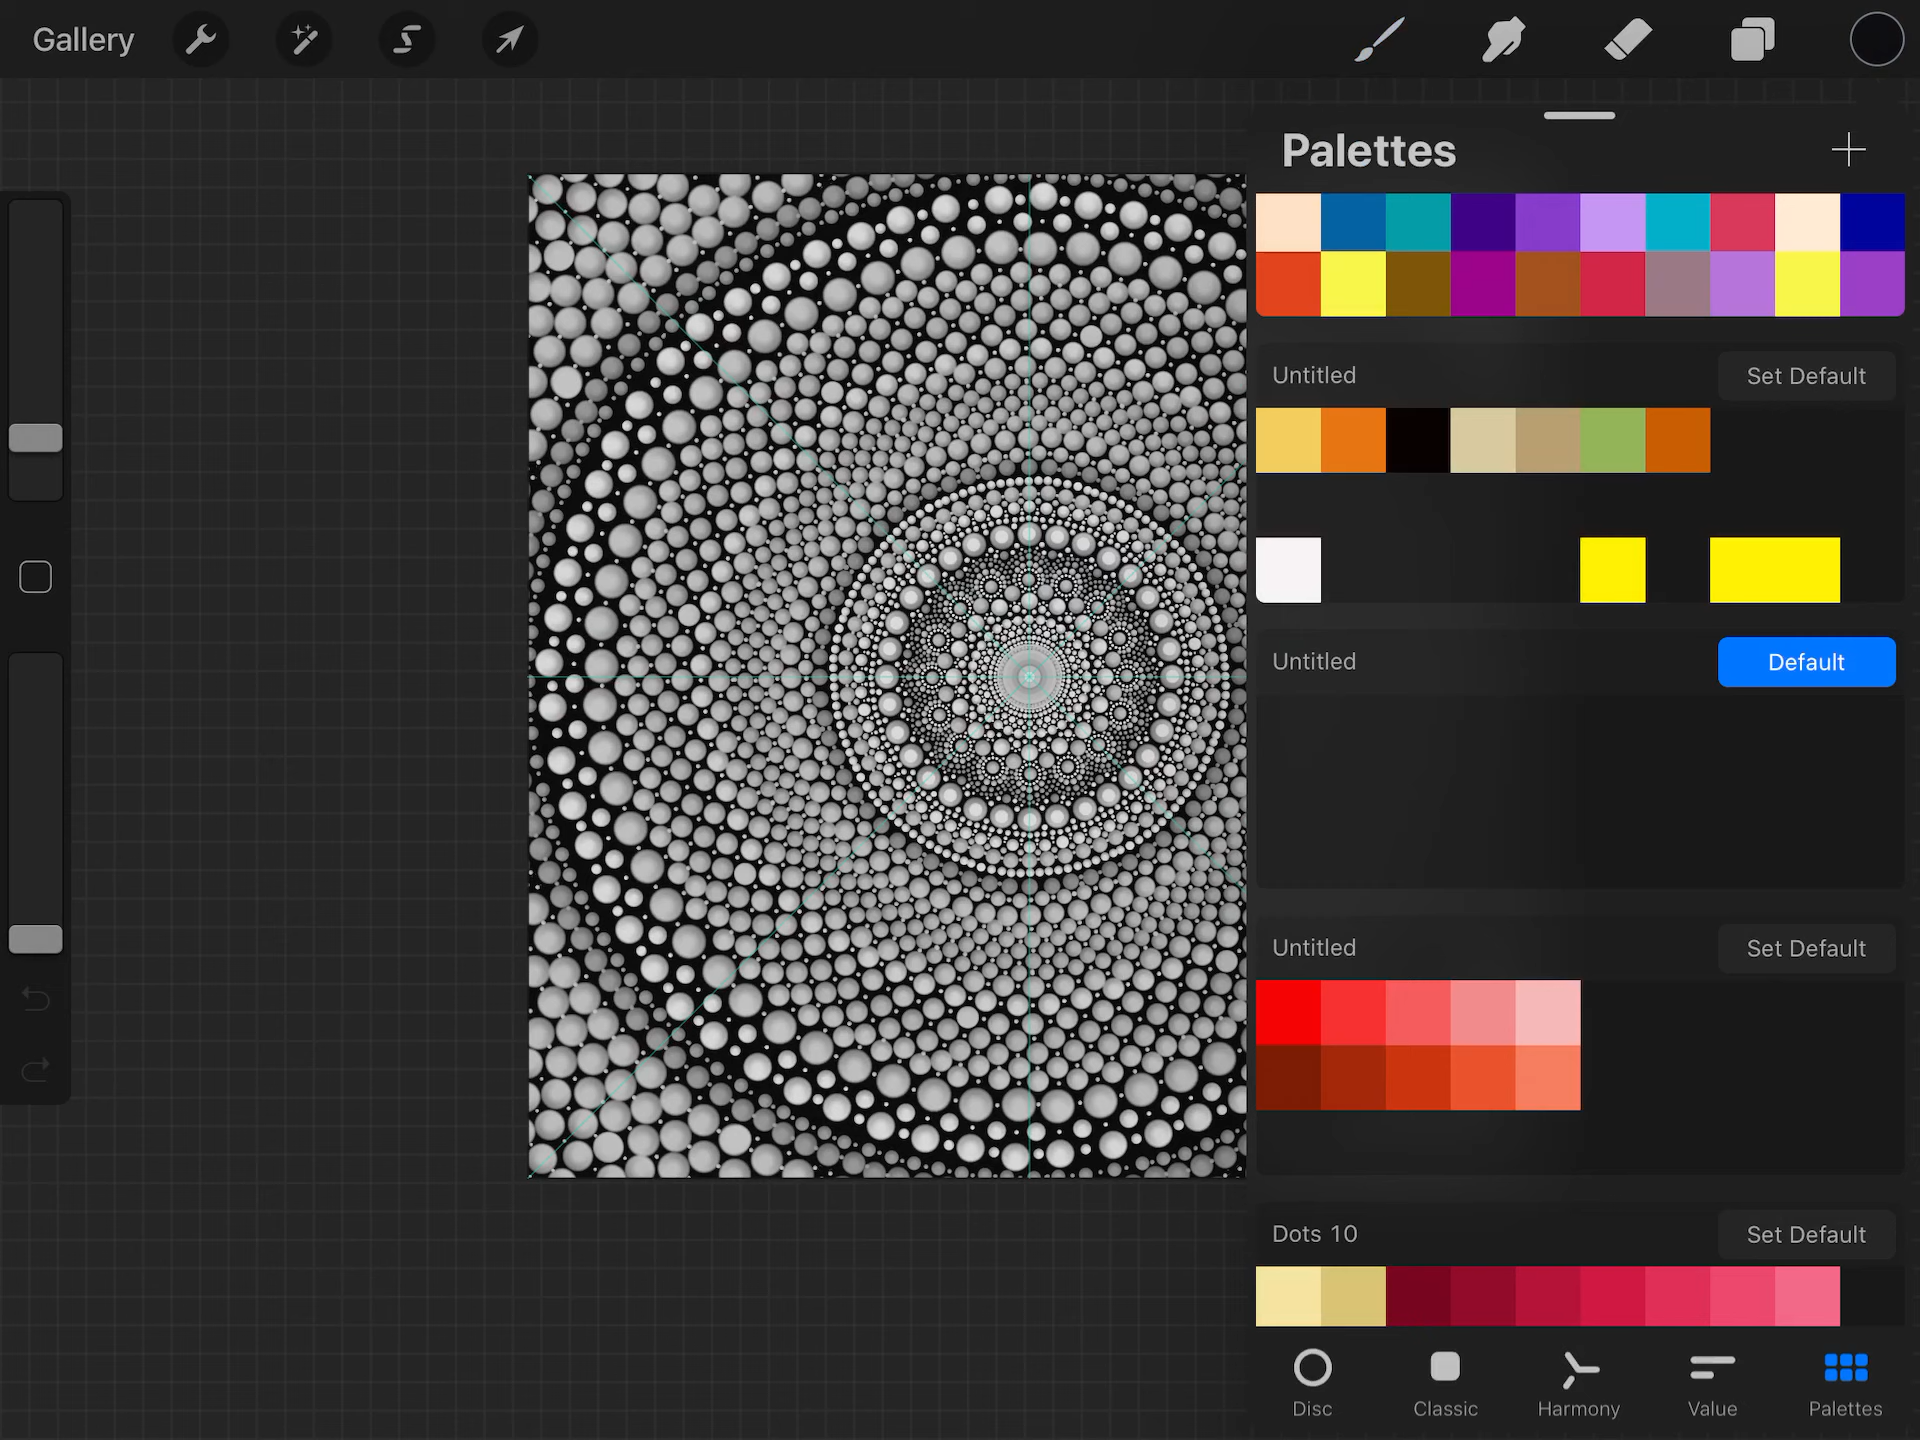 Gallery
Palettes
Untitled
Set Default
Untitled
Default
Untitled
Set Default
Dots 10
Set Default
Disc
Classic
Harmony
Value
Palettes